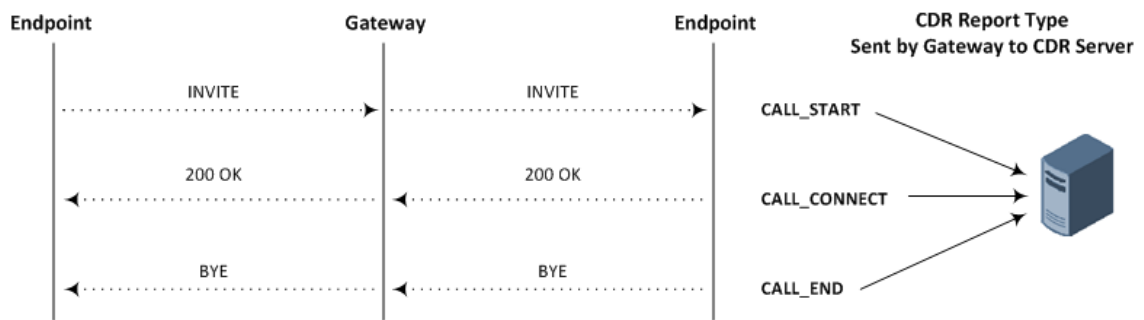 Endpoint
Gateway
Endpoint
CDR Report Type
Sent by Gateway to CDR Server
INVITE
INVITE
CALL_START
200 OK
200 OK
CALL_CONNECT
BYE
BYE
CALL_END